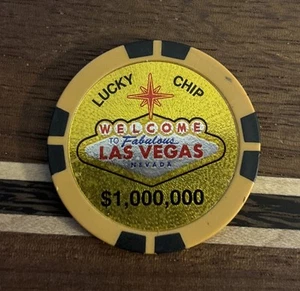 LUCKY CHIP
WELCOME
TO Fabulous
LAS VEGAS
NEVADA
$1,000,000